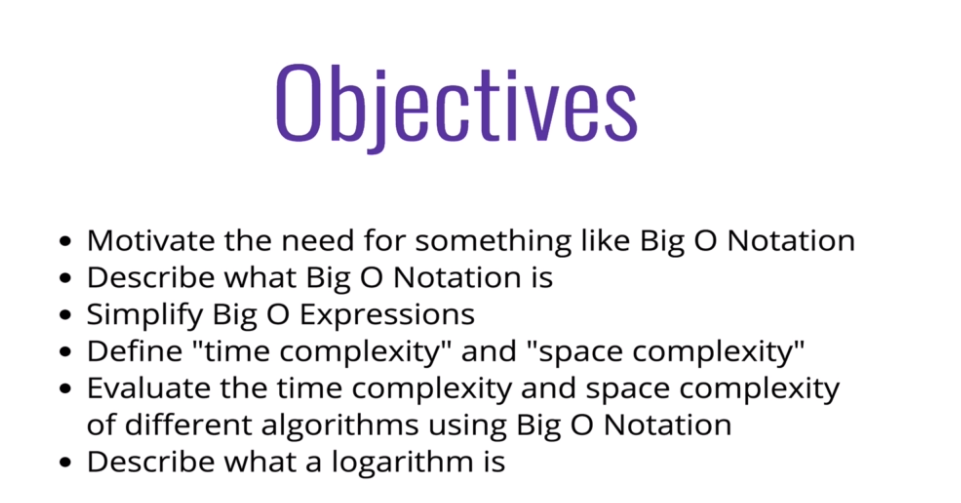 Objectives
• Motivate the need for something like Big O Notation
• Describe what Big O Notation is
• Simplify Big O Expressions
• Define "time complexity" and "space complexity"
• Evaluate the time complexity and space complexity
of different algorithms using Big O Notation
• Describe what a logarithm is